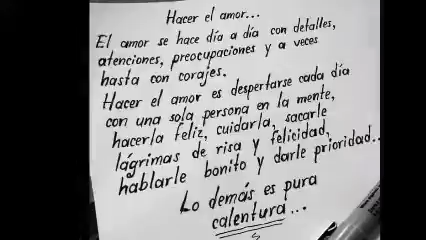 Hacer el amor...
El amor se hace día a día con detalles,
atenciones, preocupaciones y a veces
hasta con corajes.
Hacer el amor es despertarse cada día
con una sola persona en la mente,
hacerla feliz, cuidarla, sacarle
lágrimas de risa y felicidad,
hablarle bonito y darle prioridad...
Lo demás es pura
calentura...